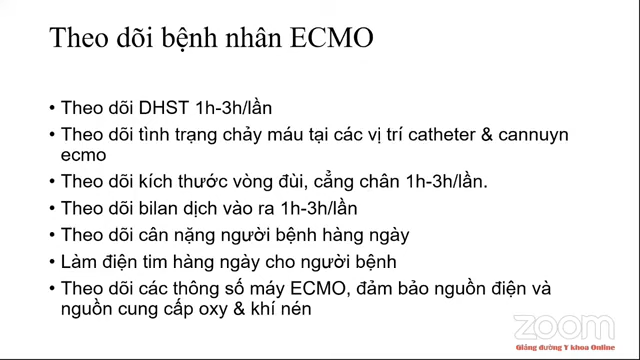 Theo dõi bệnh nhân ECMO
• Theo dõi DHST 1h-3h/lần
• Theo dõi tình trạng chảy máu tại các vị trí catheter & cannuyn
ecmo
• Theo dõi kích thước vòng đùi, cẳng chân 1h-3h/lần.
• Theo dõi bilan dịch vào ra 1h-3h/lần
• Theo dõi cân nặng người bệnh hàng ngày
• Làm điện tim hàng ngày cho người bệnh
• Theo dõi các thông số máy ECMO, đảm bảo nguồn điện và
nguồn cung cấp oxy & khí nén
zoom
Giảng đường Y khoa Online